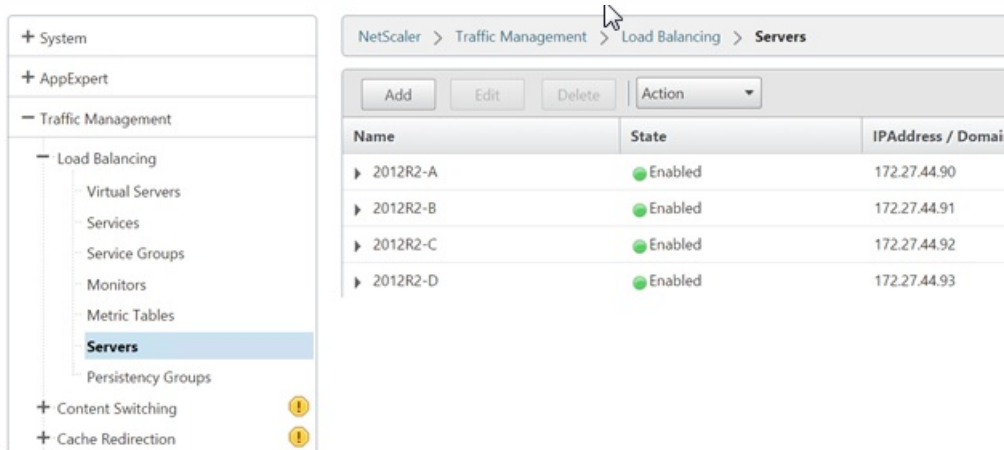 + System
+ AppExpert
− Traffic Management
− Load Balancing
Virtual Servers
Services
Service Groups
Monitors
Metric Tables
Servers
Persistency Groups
+ Content Switching !
+ Cache Redirection !
NetScaler > Traffic Management > Load Balancing > Servers
Add Edit Delete Action
Name State IPAddress / Domai
2012R2-A Enabled 172.27.44.90
2012R2-B Enabled 172.27.44.91
2012R2-C Enabled 172.27.44.92
2012R2-D Enabled 172.27.44.93